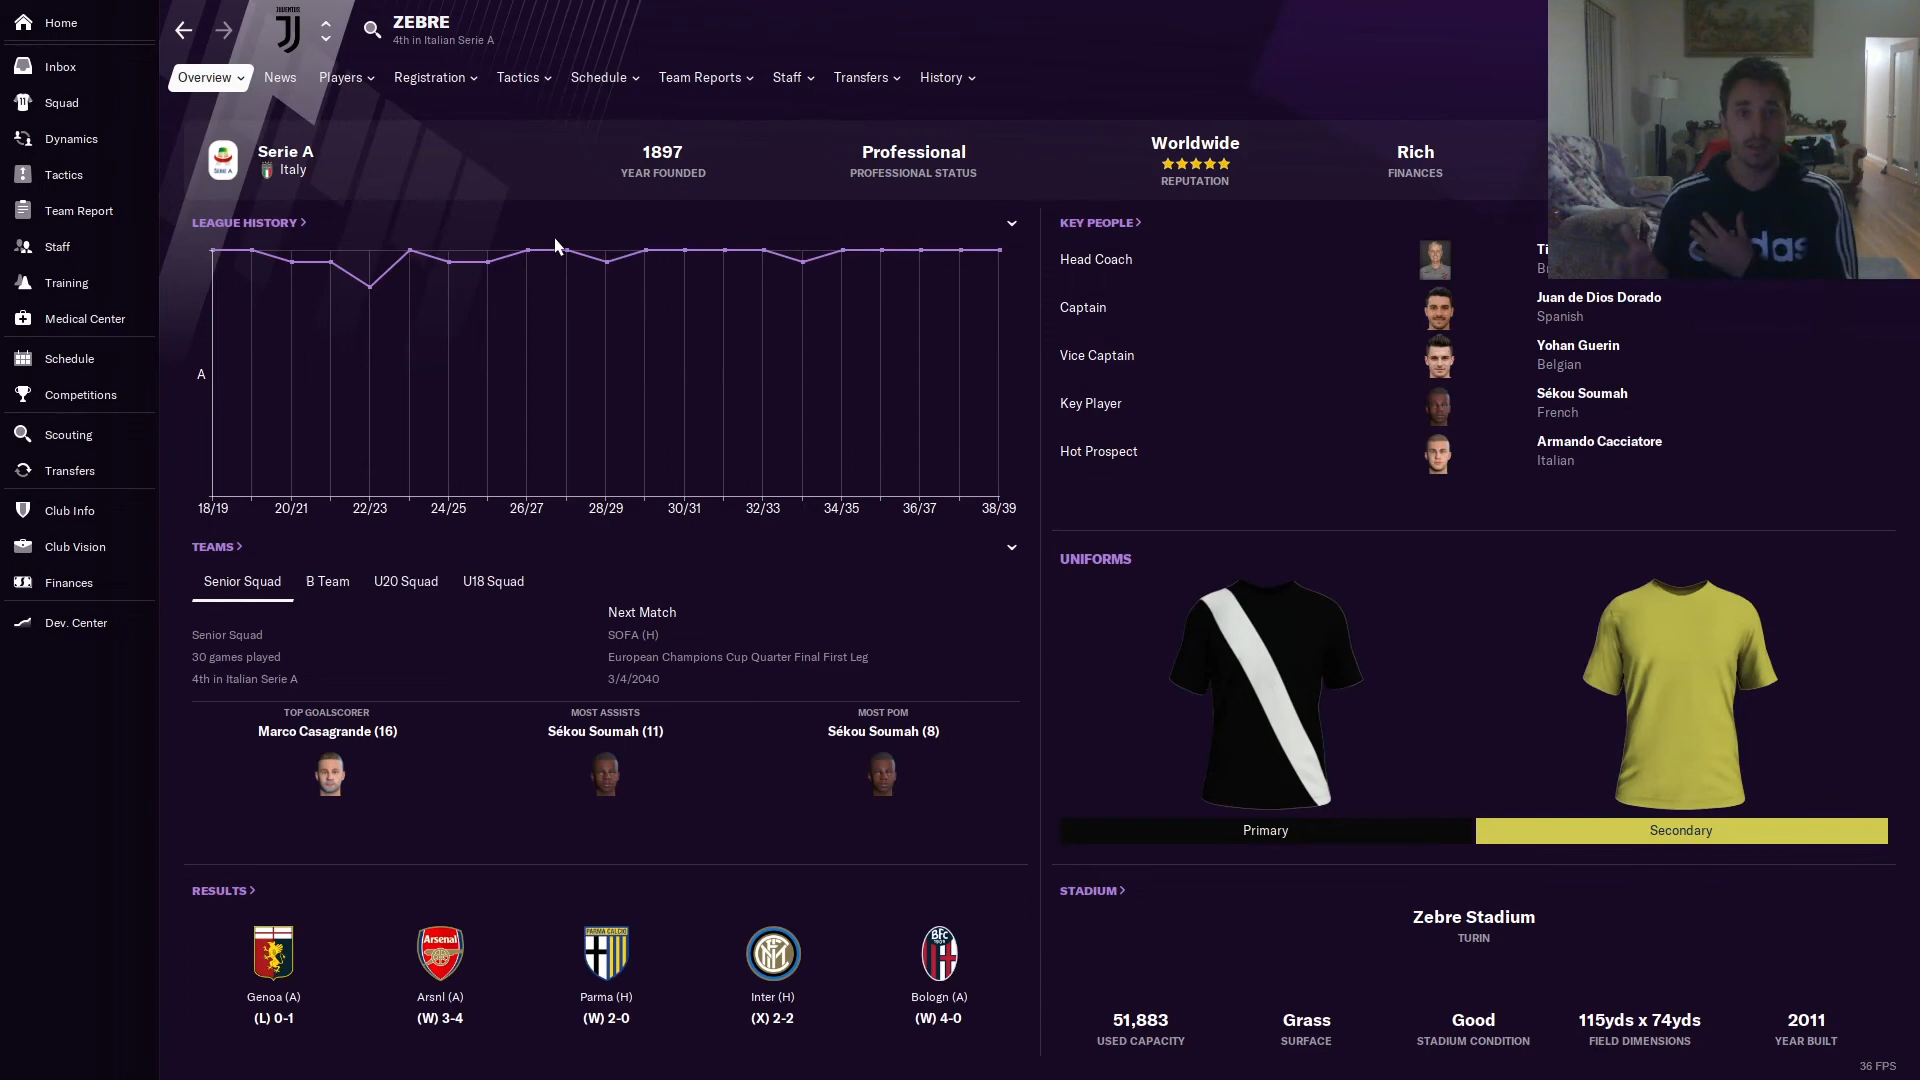 Home
Inbox
Squad
Dynamics
Tactics
Team Report
Staff
Training
Medical Center
Schedule
Competitions
Scouting
Transfers
Club Info
Club Vision
Finances
Dev. Center
JUVENTUS
ZEBRE
4th in Italian Serie A
Overview
News
Players
Registration
Tactics
Schedule
Team Reports
Staff
Transfers
History
Serie A
Italy
1897
YEAR FOUNDED
Professional
PROFESSIONAL STATUS
Worldwide
REPUTATION
Rich
FINANCES
LEAGUE HISTORY >
A
18/19 20/21 22/23 24/25 26/27 28/29 30/31 32/33 34/35 36/37 38/39
KEY PEOPLE >
Head Coach
Ti
Captain
Juan de Dios Dorado
Spanish
Vice Captain
Yohan Guerin
Belgian
Key Player
Sékou Soumah
French
Hot Prospect
Armando Cacciatore
Italian
TEAMS >
Senior Squad
B Team
U20 Squad
U18 Squad
Senior Squad
30 games played
4th in Italian Serie A
Next Match
SOFA (H)
European Champions Cup Quarter Final First Leg
3/4/2040
TOP GOALSCORER
Marco Casagrande (16)
MOST ASSISTS
Sékou Soumah (11)
MOST POM
Sékou Soumah (8)
UNIFORMS
Primary
Secondary
RESULTS >
Arsenal
PARMA CALCIO
BFC
1909
Genoa (A)
(L) 0-1
Arsnl (A)
(W) 3-4
Parma (H)
(W) 2-0
Inter (H)
(X) 2-2
Bologn (A)
(W) 4-0
STADIUM >
Zebre Stadium
TURIN
51,883
USED CAPACITY
Grass
SURFACE
Good
STADIUM CONDITION
115yds x 74yds
FIELD DIMENSIONS
2011
YEAR BUILT
36 FPS